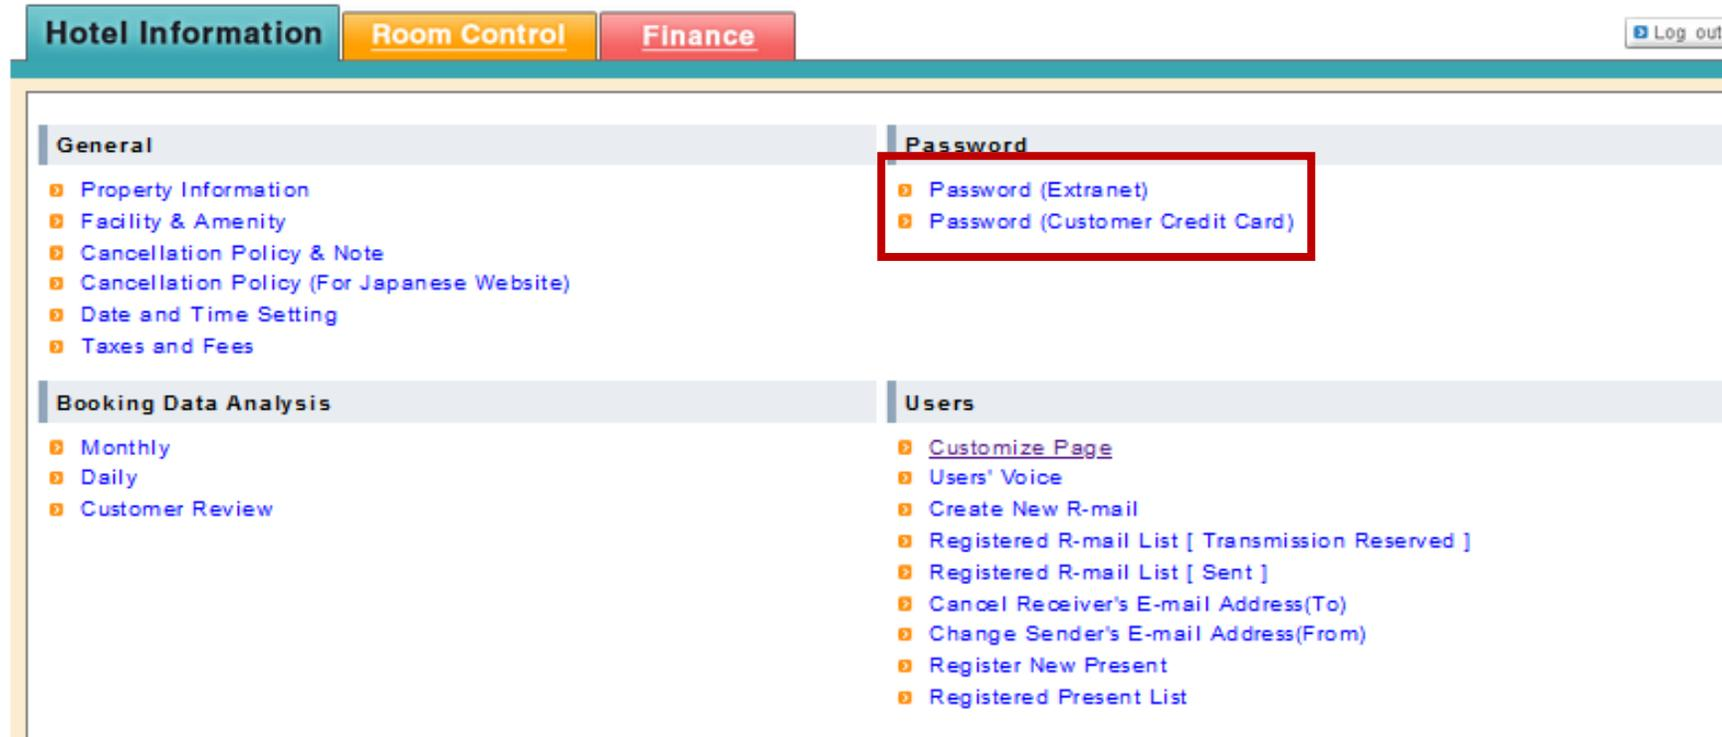 Hotel Information
Room Control
Finance
Log out
General
Property Information
Facility & Amenity
Cancellation Policy & Note
Cancellation Policy (For Japanese Website)
Date and Time Setting
Taxes and Fees
Password
Password (Extranet)
Password (Customer Credit Card)
Booking Data Analysis
Monthly
Daily
Customer Review
Users
Customize Page
Users' Voice
Create New R-mail
Registered R-mail List [ Transmission Reserved ]
Registered R-mail List [ Sent ]
Cancel Receiver's E-mail Address(To)
Change Sender's E-mail Address(From)
Register New Present
Registered Present List